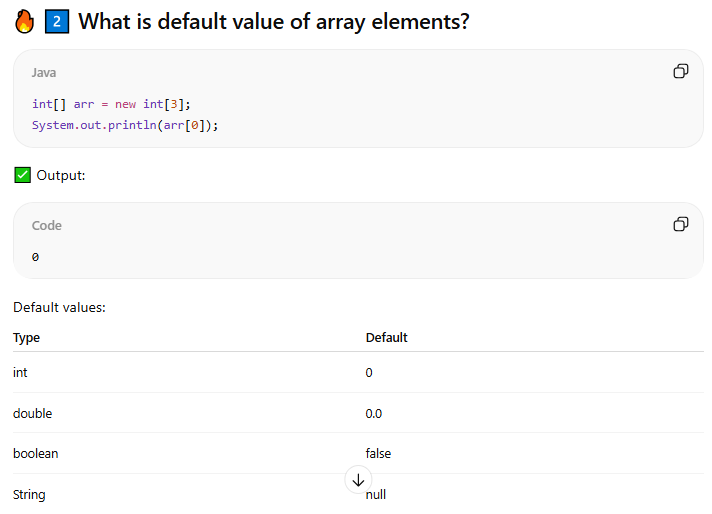 🔥 2️⃣ What is default value of array elements?
Java
int[] arr = new int[3];
System.out.println(arr[0]);
✅ Output:
Code
0
Default values:
Type Default
int 0
double 0.0
boolean false
String null